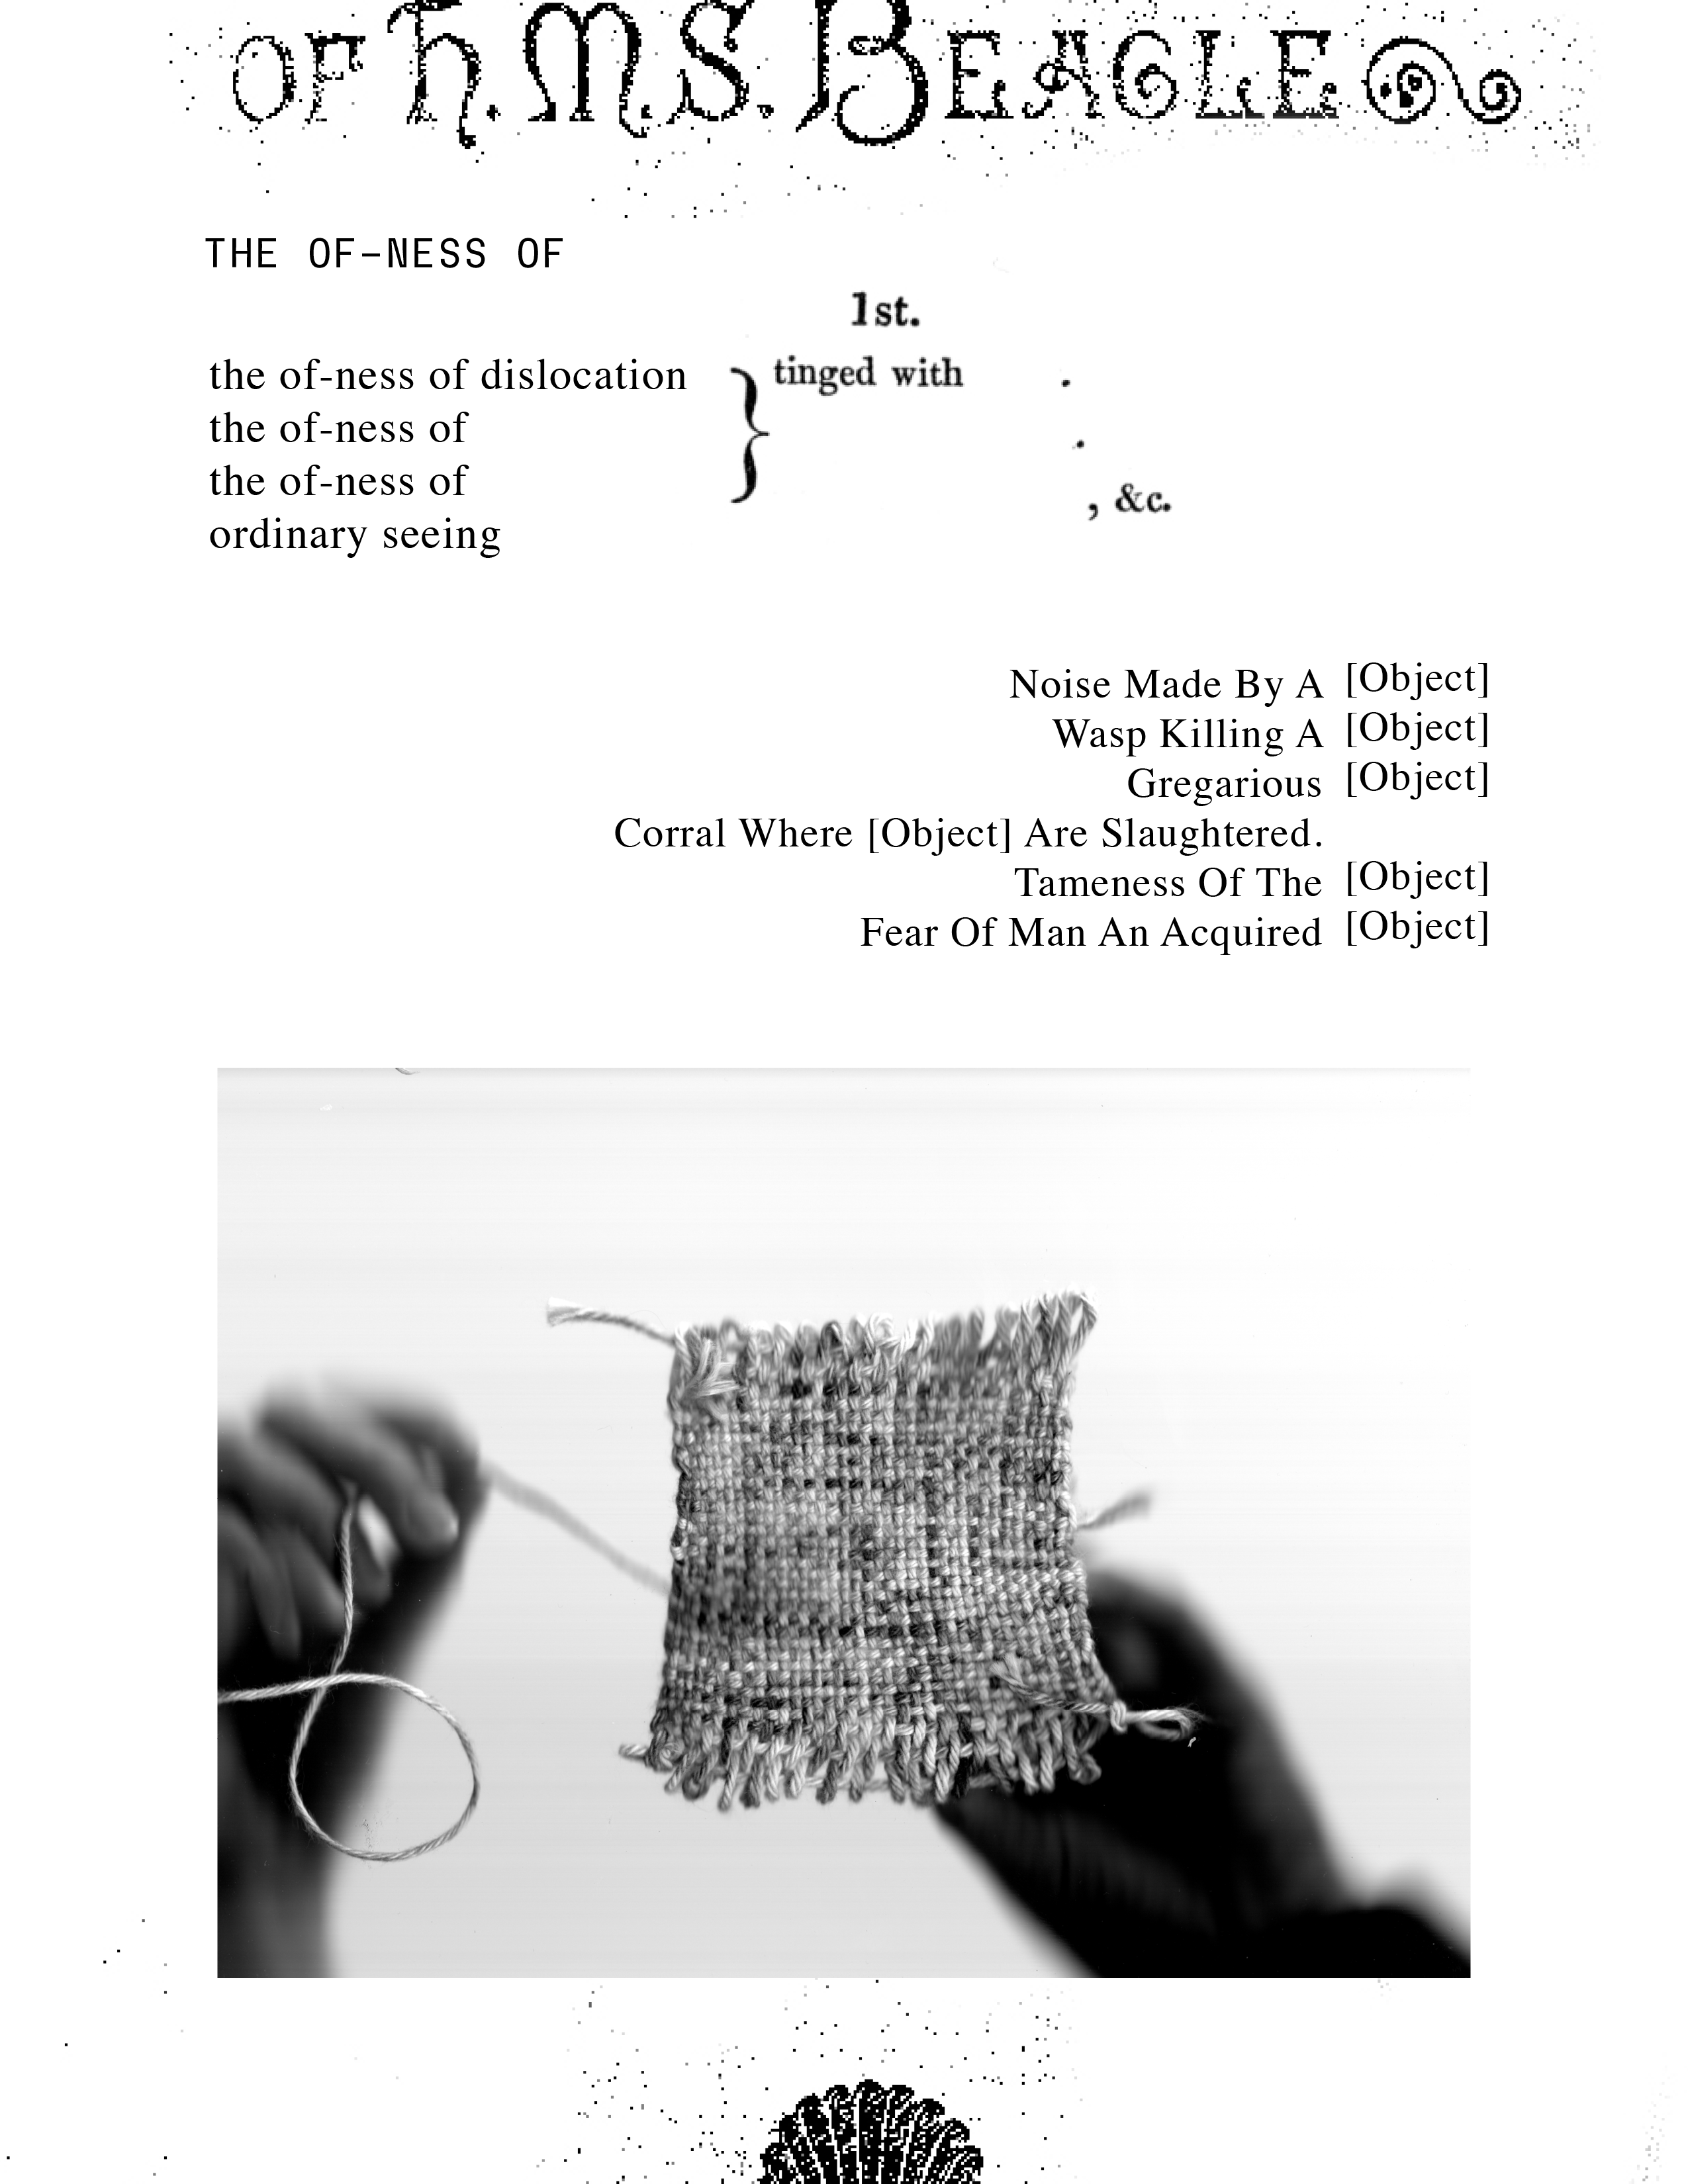 OF H.M.S. BEAGLE
THE OF-NESS OF
1st.
the of-ness of dislocation } tinged with .
the of-ness of .
the of-ness of , &c.
ordinary seeing
Noise Made By A [Object]
Wasp Killing A [Object]
Gregarious [Object]
Corral Where [Object] Are Slaughtered.
Tameness Of The [Object]
Fear Of Man An Acquired [Object]